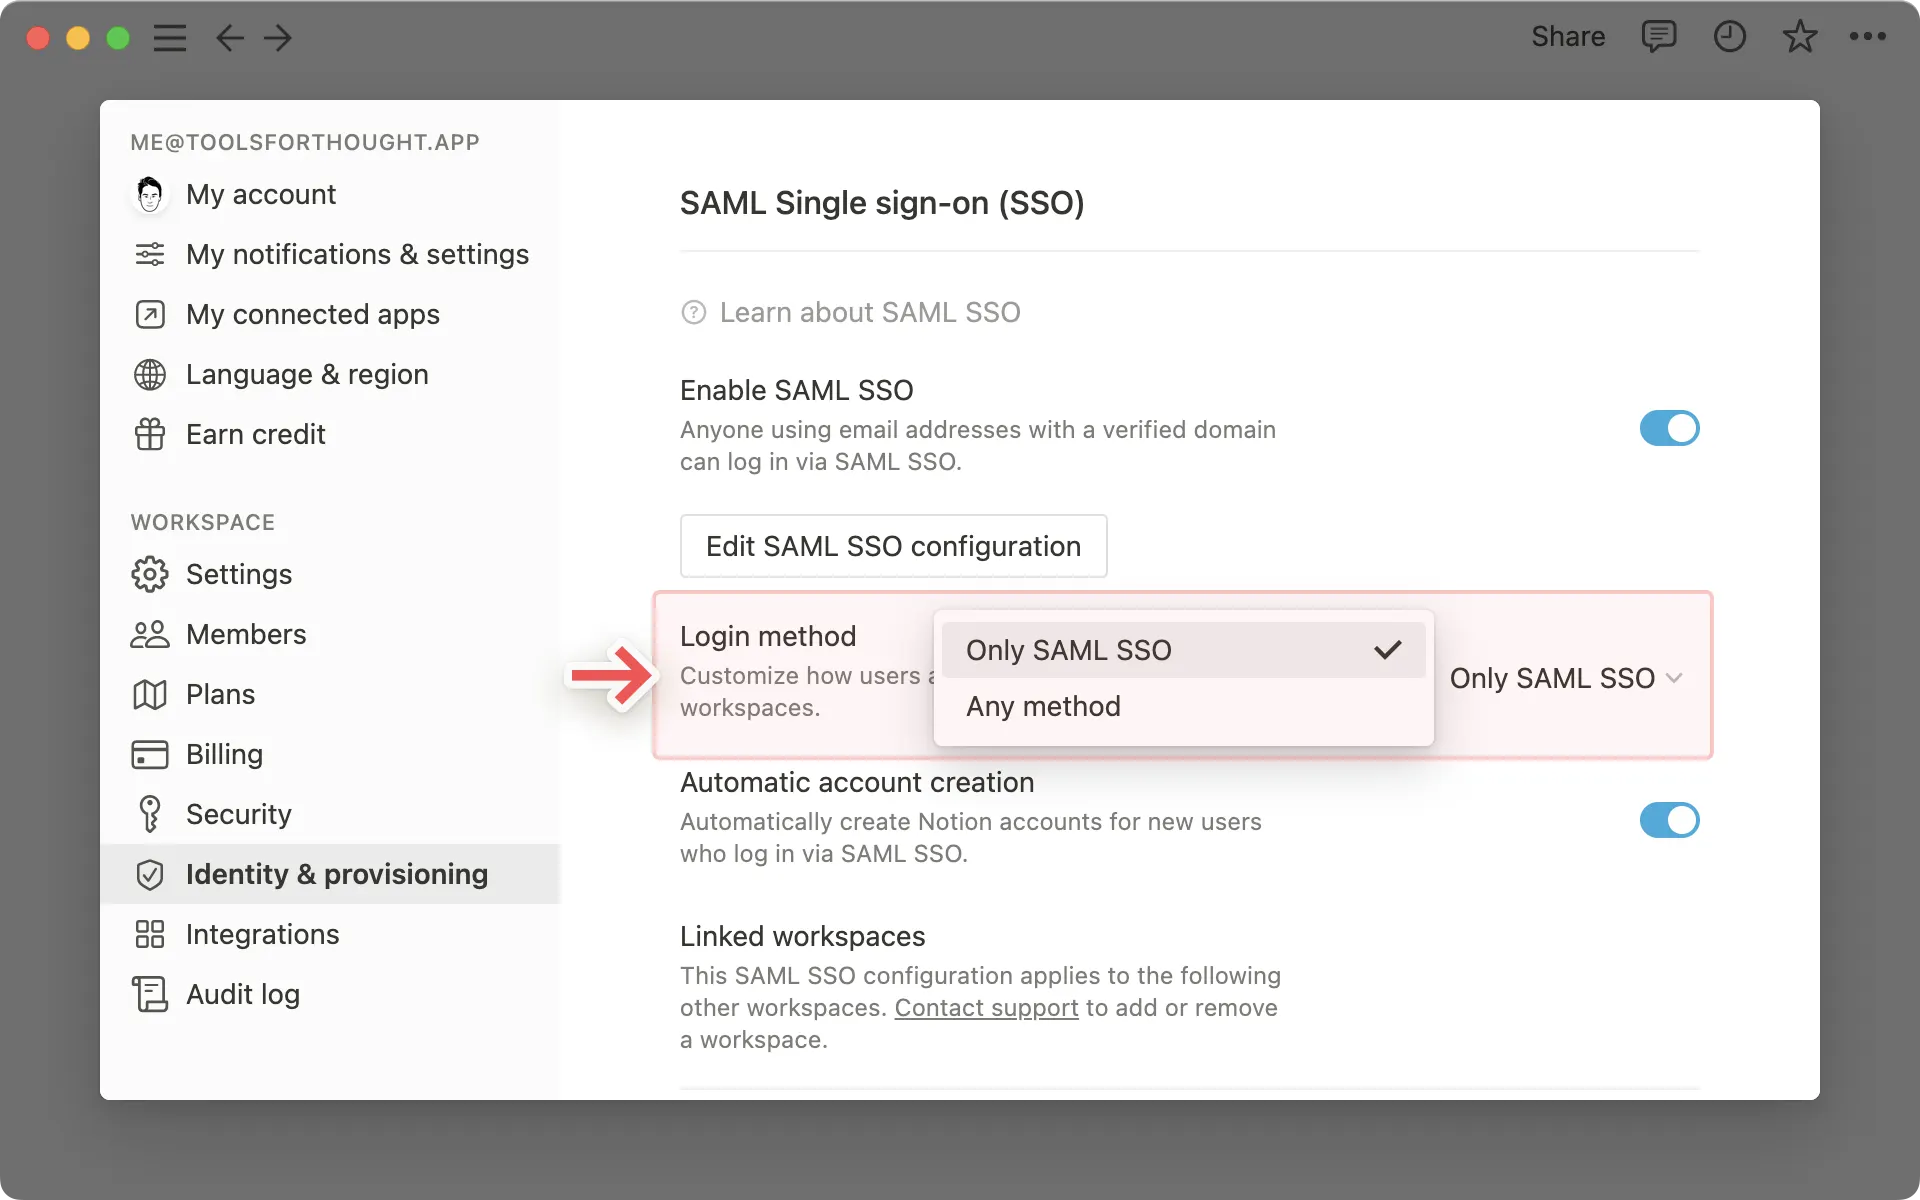 Share
ME@TOOLSFORTHOUGHT.APP
My account
My notifications & settings
My connected apps
Language & region
Earn credit
WORKSPACE
Settings
Members
Plans
Billing
Security
Identity & provisioning
Integrations
Audit log
SAML Single sign-on (SSO)
Learn about SAML SSO
Enable SAML SSO
Anyone using email addresses with a verified domain
can log in via SAML SSO.
Edit SAML SSO configuration
Login method
Customize how users
workspaces.
Only SAML SSO
Any method
Only SAML SSO
Automatic account creation
Automatically create Notion accounts for new users
who log in via SAML SSO.
Linked workspaces
This SAML SSO configuration applies to the following
other workspaces. Contact support to add or remove
a workspace.